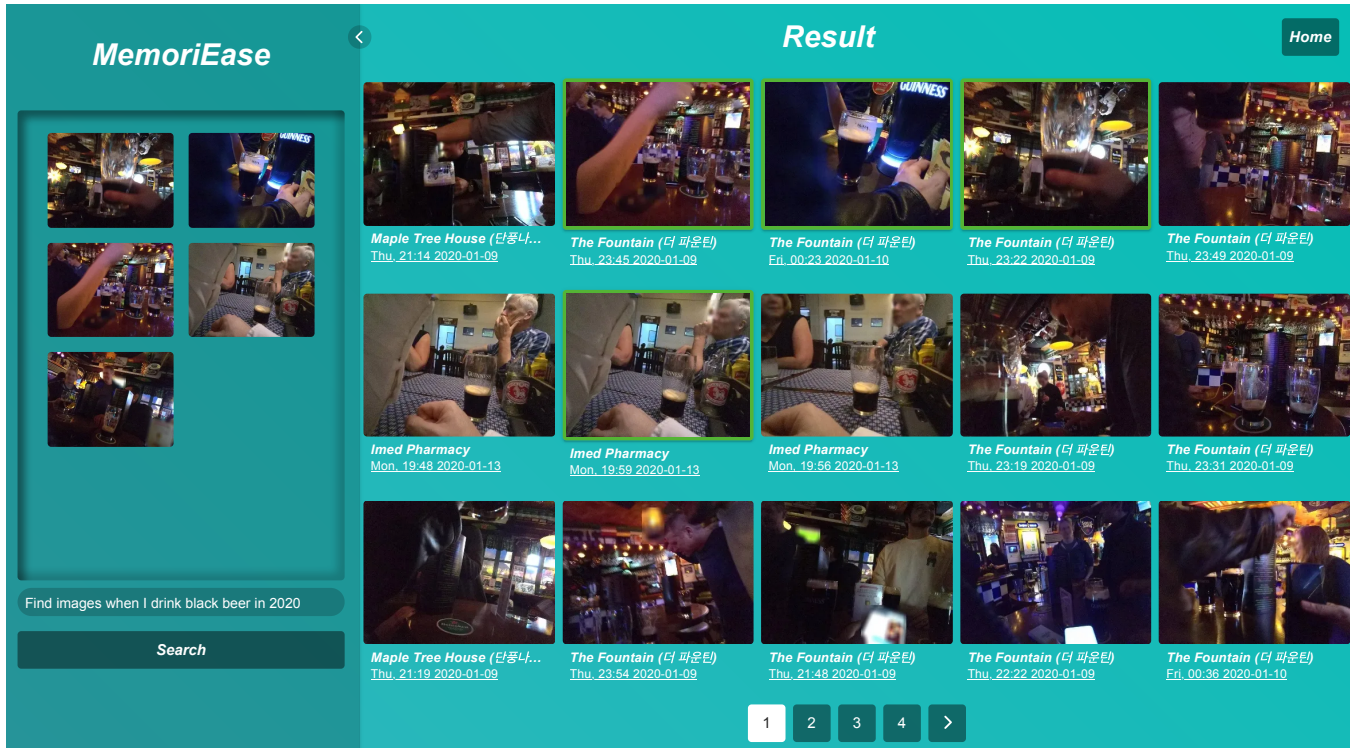 MemoriEase
Result
Home
GUINNESS
GUINNESS
Maple Tree House (단풍나...
Thu, 21:14 2020-01-09
The Fountain (더 파운틴)
Thu, 23:45 2020-01-09
The Fountain (더 파운틴)
Fri, 00:23 2020-01-10
The Fountain (더 파운틴)
Thu, 23:22 2020-01-09
The Fountain (더 파운틴)
Thu, 23:49 2020-01-09
Imed Pharmacy
Mon, 19:48 2020-01-13
Imed Pharmacy
Mon, 19:59 2020-01-13
Imed Pharmacy
Mon, 19:56 2020-01-13
The Fountain (더 파운틴)
Thu, 23:19 2020-01-09
The Fountain (더 파운틴)
Thu, 23:31 2020-01-09
Find images when I drink black beer in 2020
Search
Maple Tree House (단풍나...
Thu, 21:19 2020-01-09
The Fountain (더 파운틴)
Thu, 23:54 2020-01-09
The Fountain (더 파운틴)
Thu, 21:48 2020-01-09
The Fountain (더 파운틴)
Thu, 22:22 2020-01-09
The Fountain (더 파운틴)
Fri, 00:36 2020-01-10
1 2 3 4